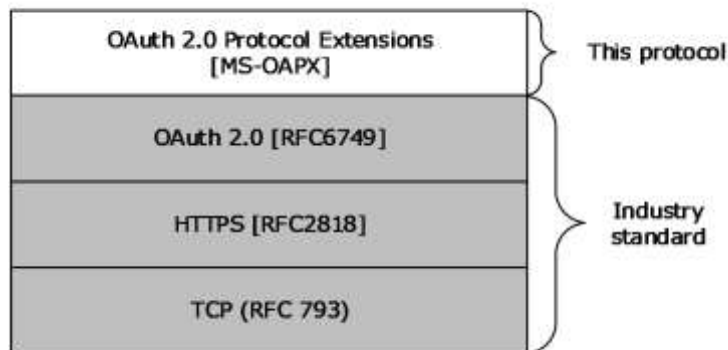 OAuth 2.0 Protocol Extensions
[MS-OAPX]
This protocol
OAuth 2.0 [RFC6749]
HTTPS [RFC2818]
Industry
standard
TCP (RFC 793)